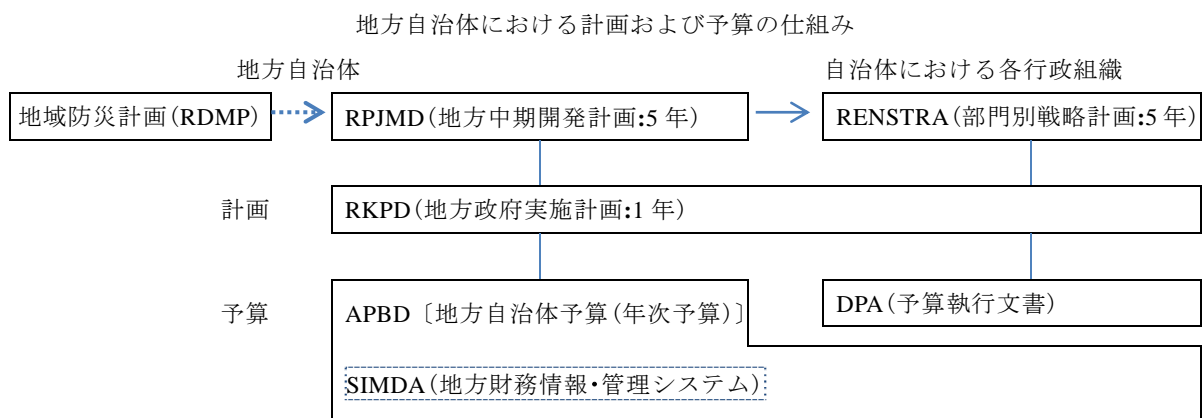 地方自治体における計画および予算の仕組み
地方自治体
自治体における各行政組織
地域防災計画(RDMP)
RPJMD(地方中期開発計画:5 年)
RENSTRA(部門別戦略計画:5 年)
計画
RKPD(地方政府実施計画:1 年)
予算
APBD〔地方自治体予算(年次予算)〕
DPA(予算執行文書)
SIMDA(地方財務情報・管理システム)